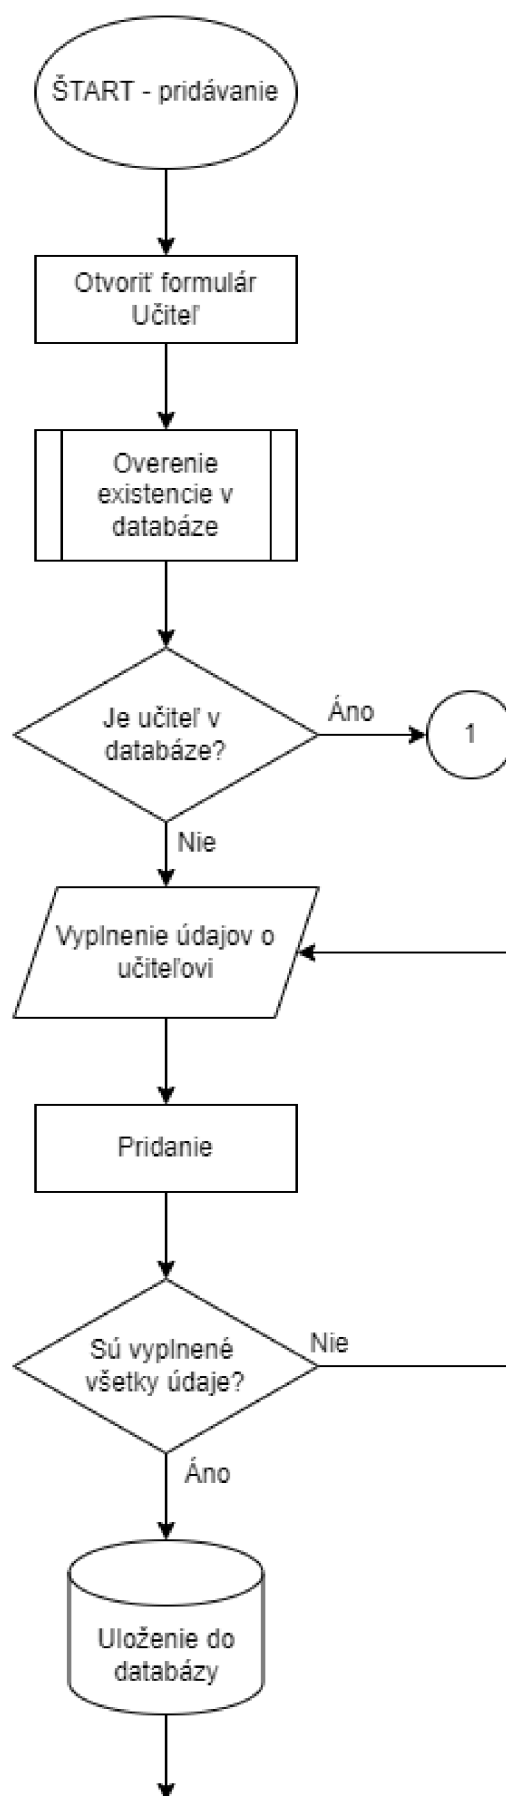 ŠTART - pridávanie
Otvoriť formulár
Učiteľ
Overenie
existencie v
databáze
Je učiteľ v
databáze?
Áno
1
Nie
Vyplnenie údajov o
učiteľovi
Pridanie
Sú vyplnené
všetky údaje?
Nie
Áno
Uloženie do
databázy